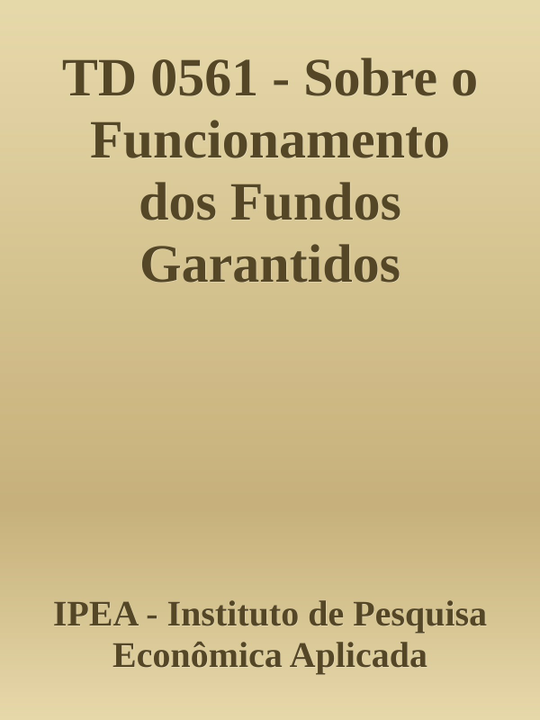 TD 0561 - Sobre o
Funcionamento
dos Fundos
Garantidos
IPEA - Instituto de Pesquisa
Econômica Aplicada